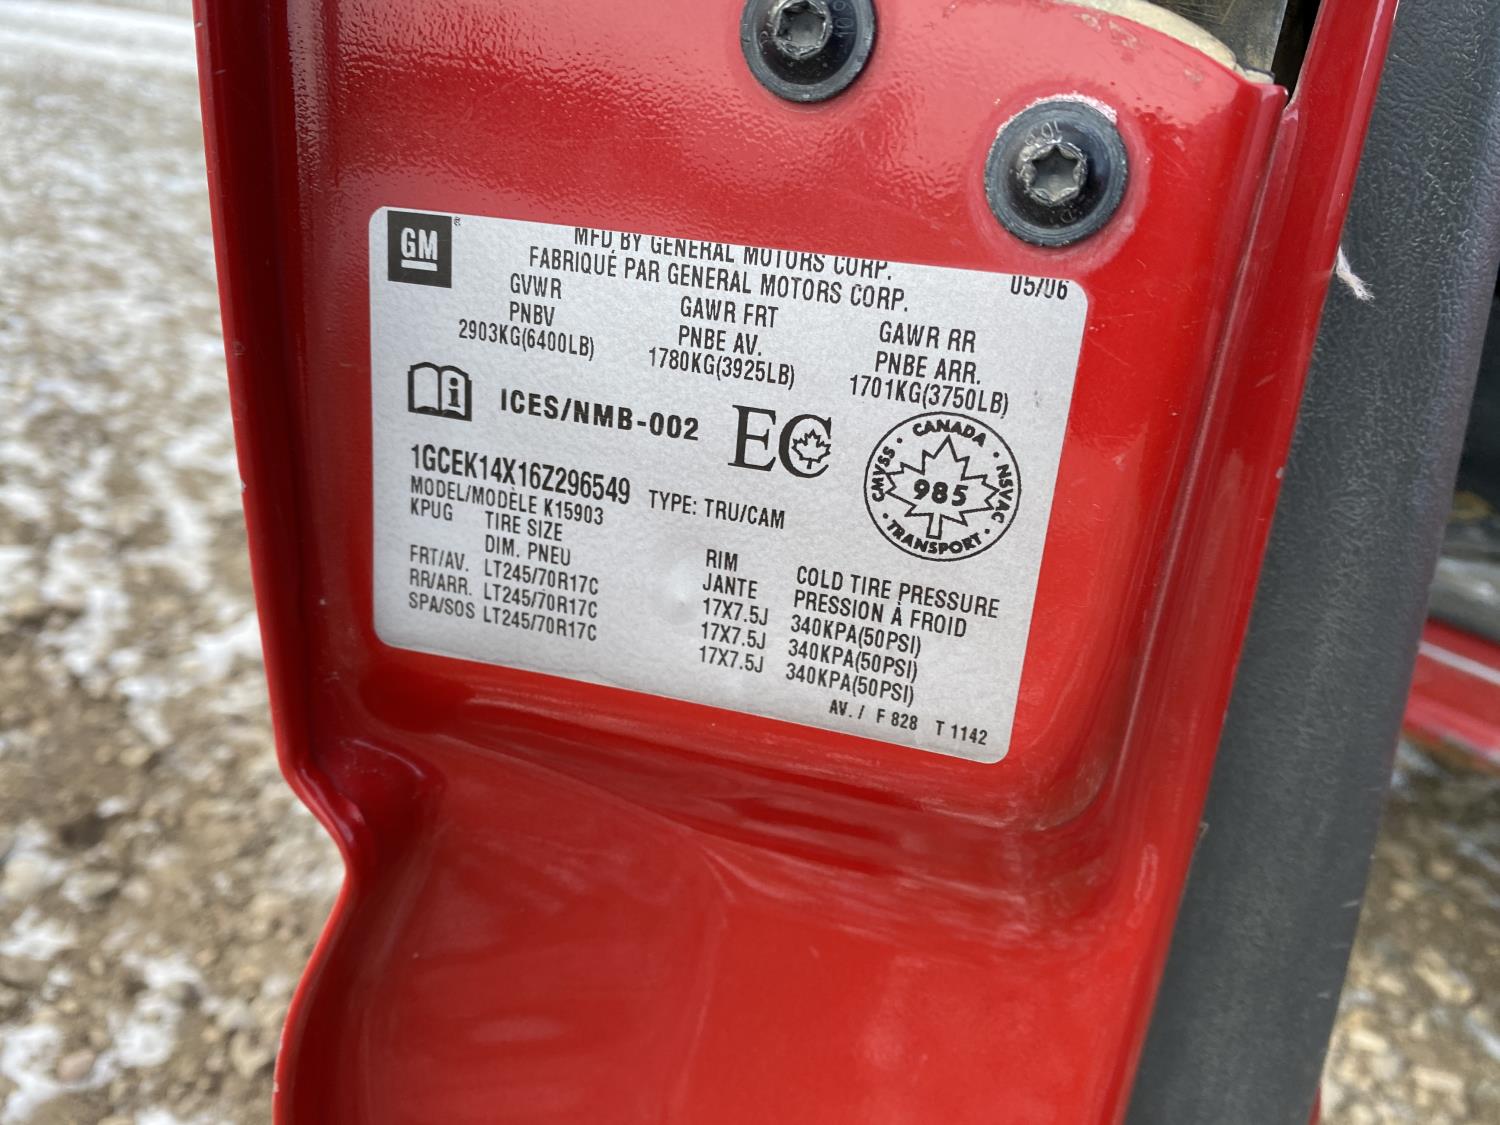 GM
MFD BY GENERAL MOTORS CORP.
FABRIQUÉ PAR GENERAL MOTORS CORP.
05/06
GVWR
PNBV
2903KG(6400LB)
GAWR FRT
PNBE AV.
1780KG(3925LB)
GAWR RR
PNBE ARR.
1701KG(3750LB)
ICES/NMB-002
EC
CANADA
CMVSS
NSVAC
985
TRANSPORT
1GCEK14X16Z296549
TYPE: TRU/CAM
MODEL/MODÈLE K15903
KPUG TIRE SIZE RIM COLD TIRE PRESSURE
DIM. PNEU JANTE PRESSION À FROID
FRT/AV. LT245/70R17C 17X7.5J 340KPA(50PSI)
RR/ARR. LT245/70R17C 17X7.5J 340KPA(50PSI)
SPA/SOS LT245/70R17C 17X7.5J 340KPA(50PSI)
AV. / F 828 T 1142